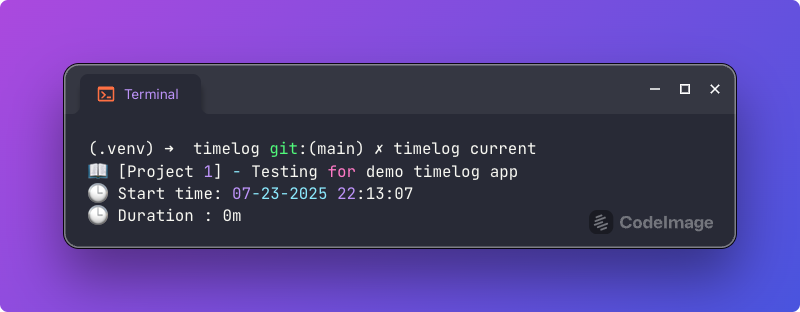 Terminal
(.venv) ➜  timelog git:(main) ✗ timelog current
📖 [Project 1] - Testing for demo timelog app
🕒 Start time: 07-23-2025 22:13:07
🕒 Duration : 0m
CodeImage